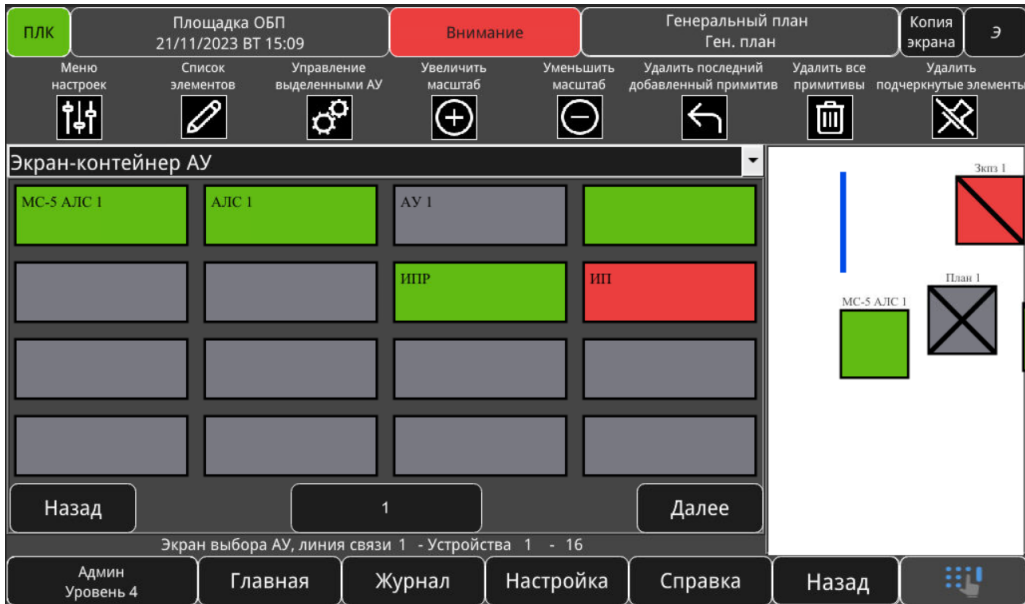 ПЛК
Площадка ОБП
21/11/2023 ВТ 15:09
Внимание
Генеральный план
Ген. план
Копия
экрана
Э
Меню
настроек
Список
элементов
Управление
выделенными АУ
Увеличить
масштаб
Уменьшить
масштаб
Удалить последний
добавленный примитив
Удалить все
примитивы
Удалить
подчеркнутые элементы
Экран-контейнер АУ
МС-5 АЛС 1
АЛС 1
АУ 1
ИПР
ИП
Зкпз 1
План 1
МС-5 АЛС 1
Назад
1
Далее
Экран выбора АУ, линия связи 1 - Устройства 1 - 16
Админ
Уровень 4
Главная
Журнал
Настройка
Справка
Назад